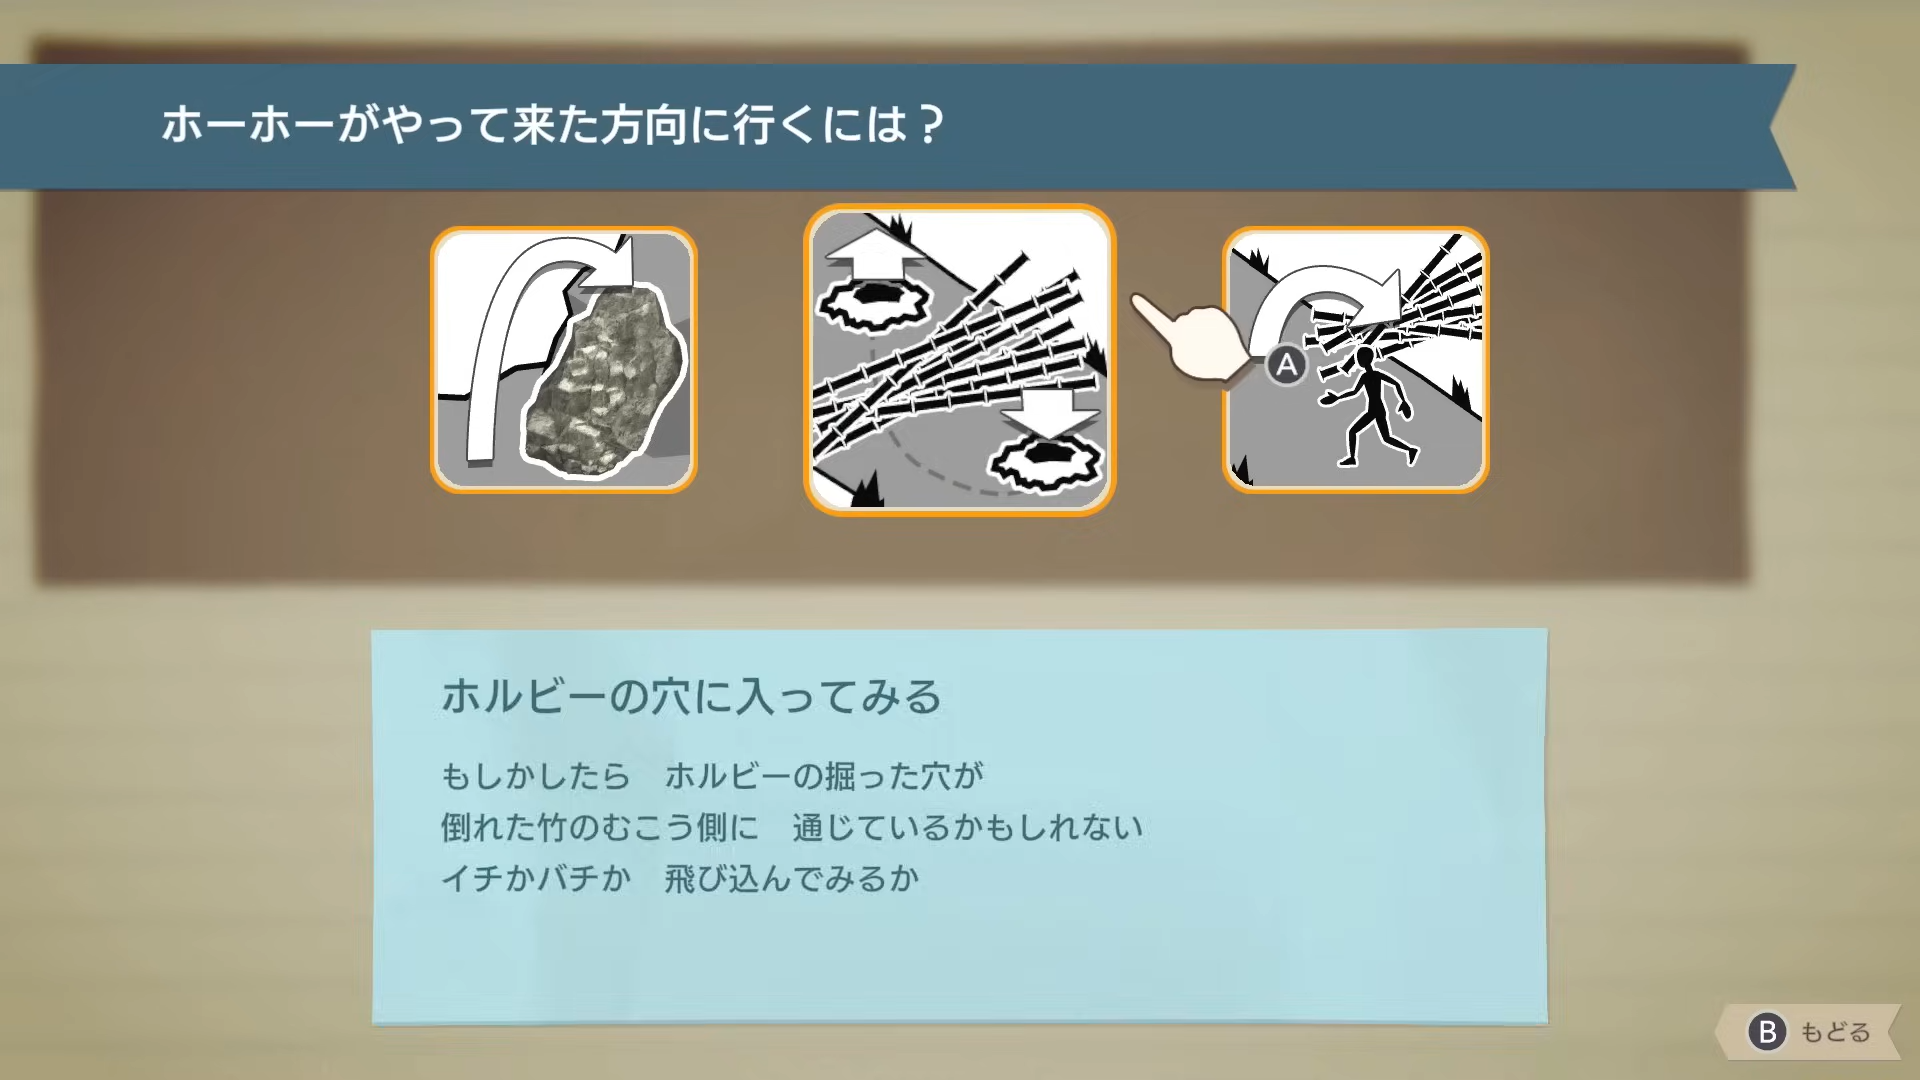 ホーホーがやって来た方向に行くには？
A
ホルビーの穴に入ってみる
もしかしたら　ホルビーの掘った穴が
倒れた竹のむこう側に　通じているかもしれない
イチかバチか　飛び込んでみるか
B もどる